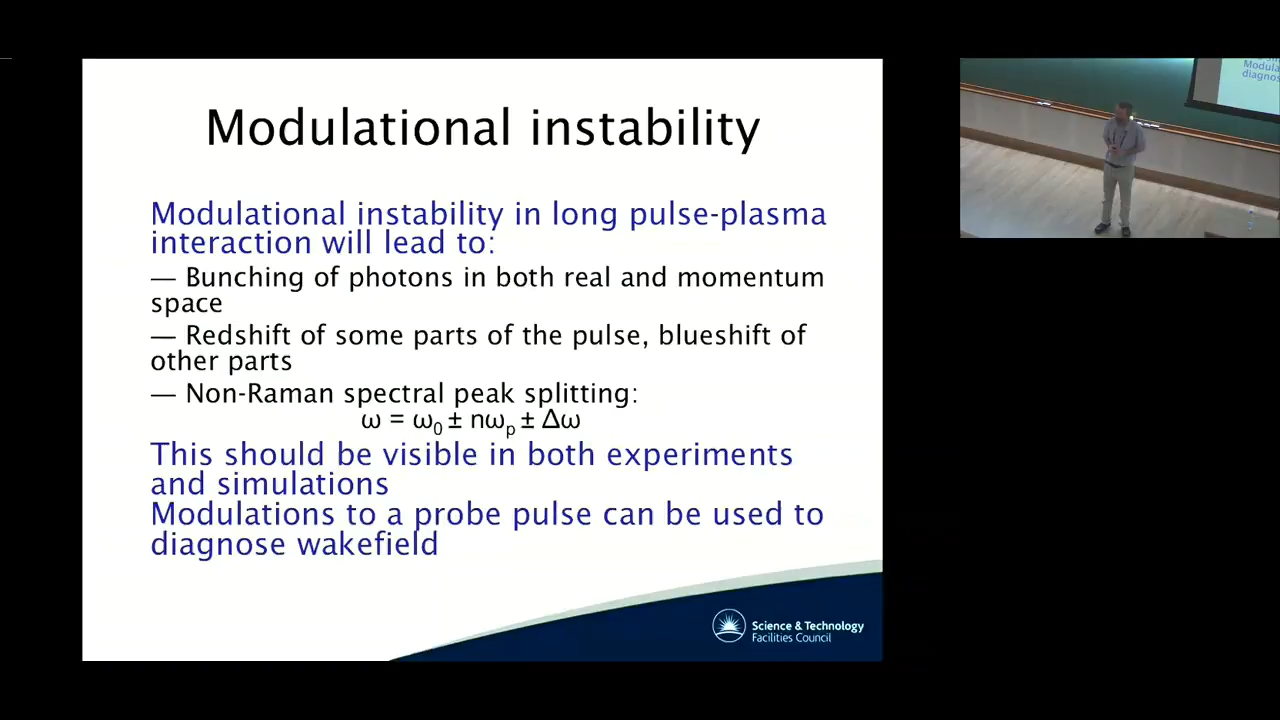 Modulational instability
Modulational instability in long pulse-plasma
interaction will lead to:
— Bunching of photons in both real and momentum
space
— Redshift of some parts of the pulse, blueshift of
other parts
— Non-Raman spectral peak splitting:
ω = ω₀ ± nωₚ ± Δω
This should be visible in both experiments
and simulations
Modulations to a probe pulse can be used to
diagnose wakefield
Science & Technology
Facilities Council
Modula
diagnos